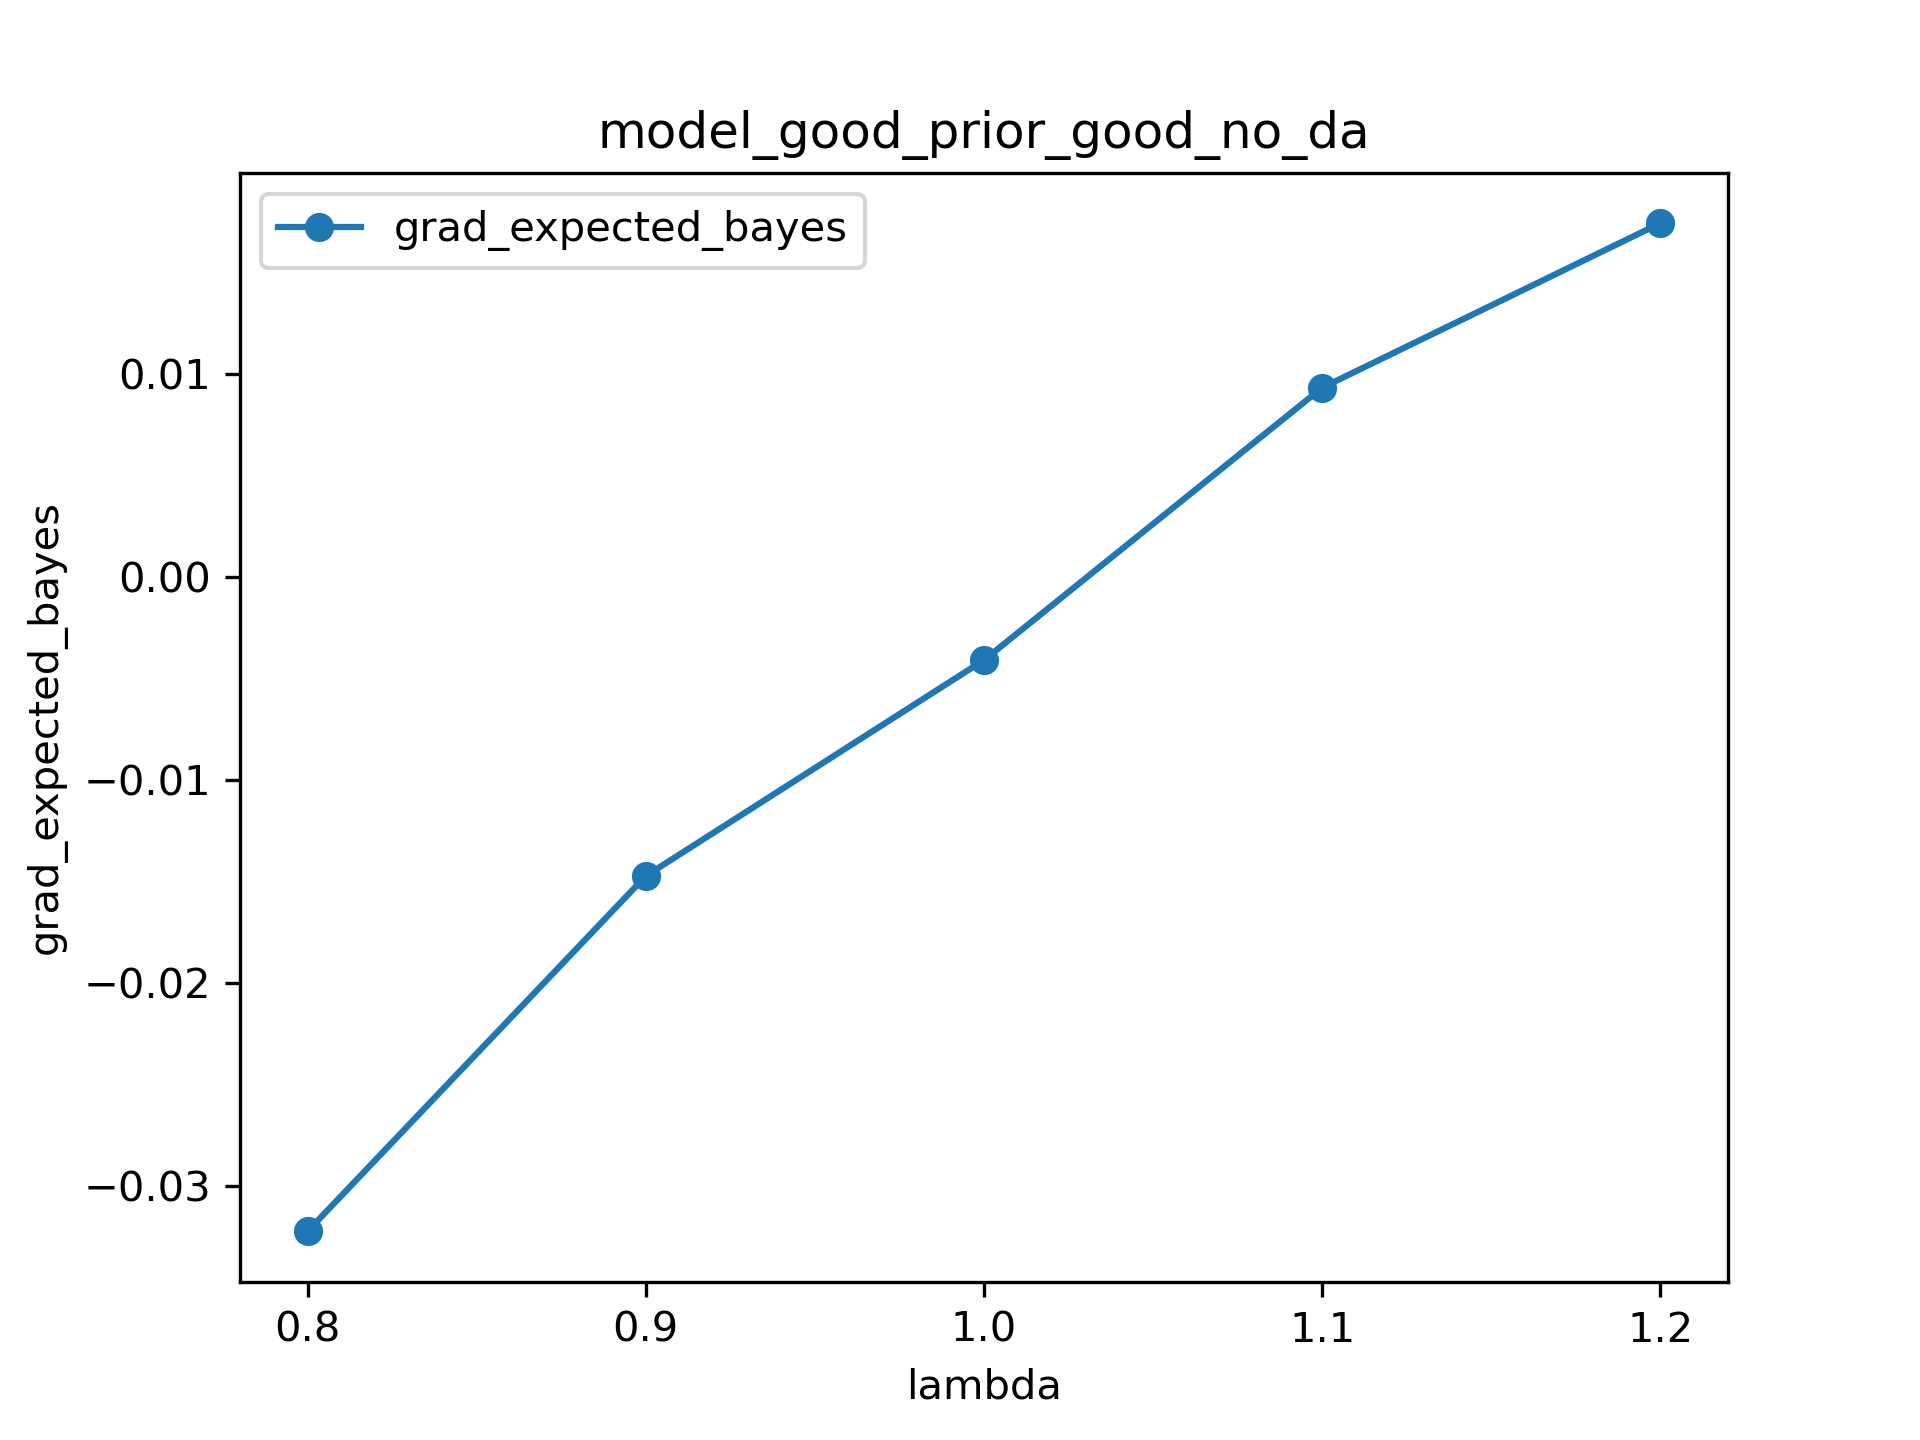 model_good_prior_good_no_da
grad_expected_bayes
grad_expected_bayes
0.01
0.00
−0.01
−0.02
−0.03
0.8 0.9 1.0 1.1 1.2
lambda